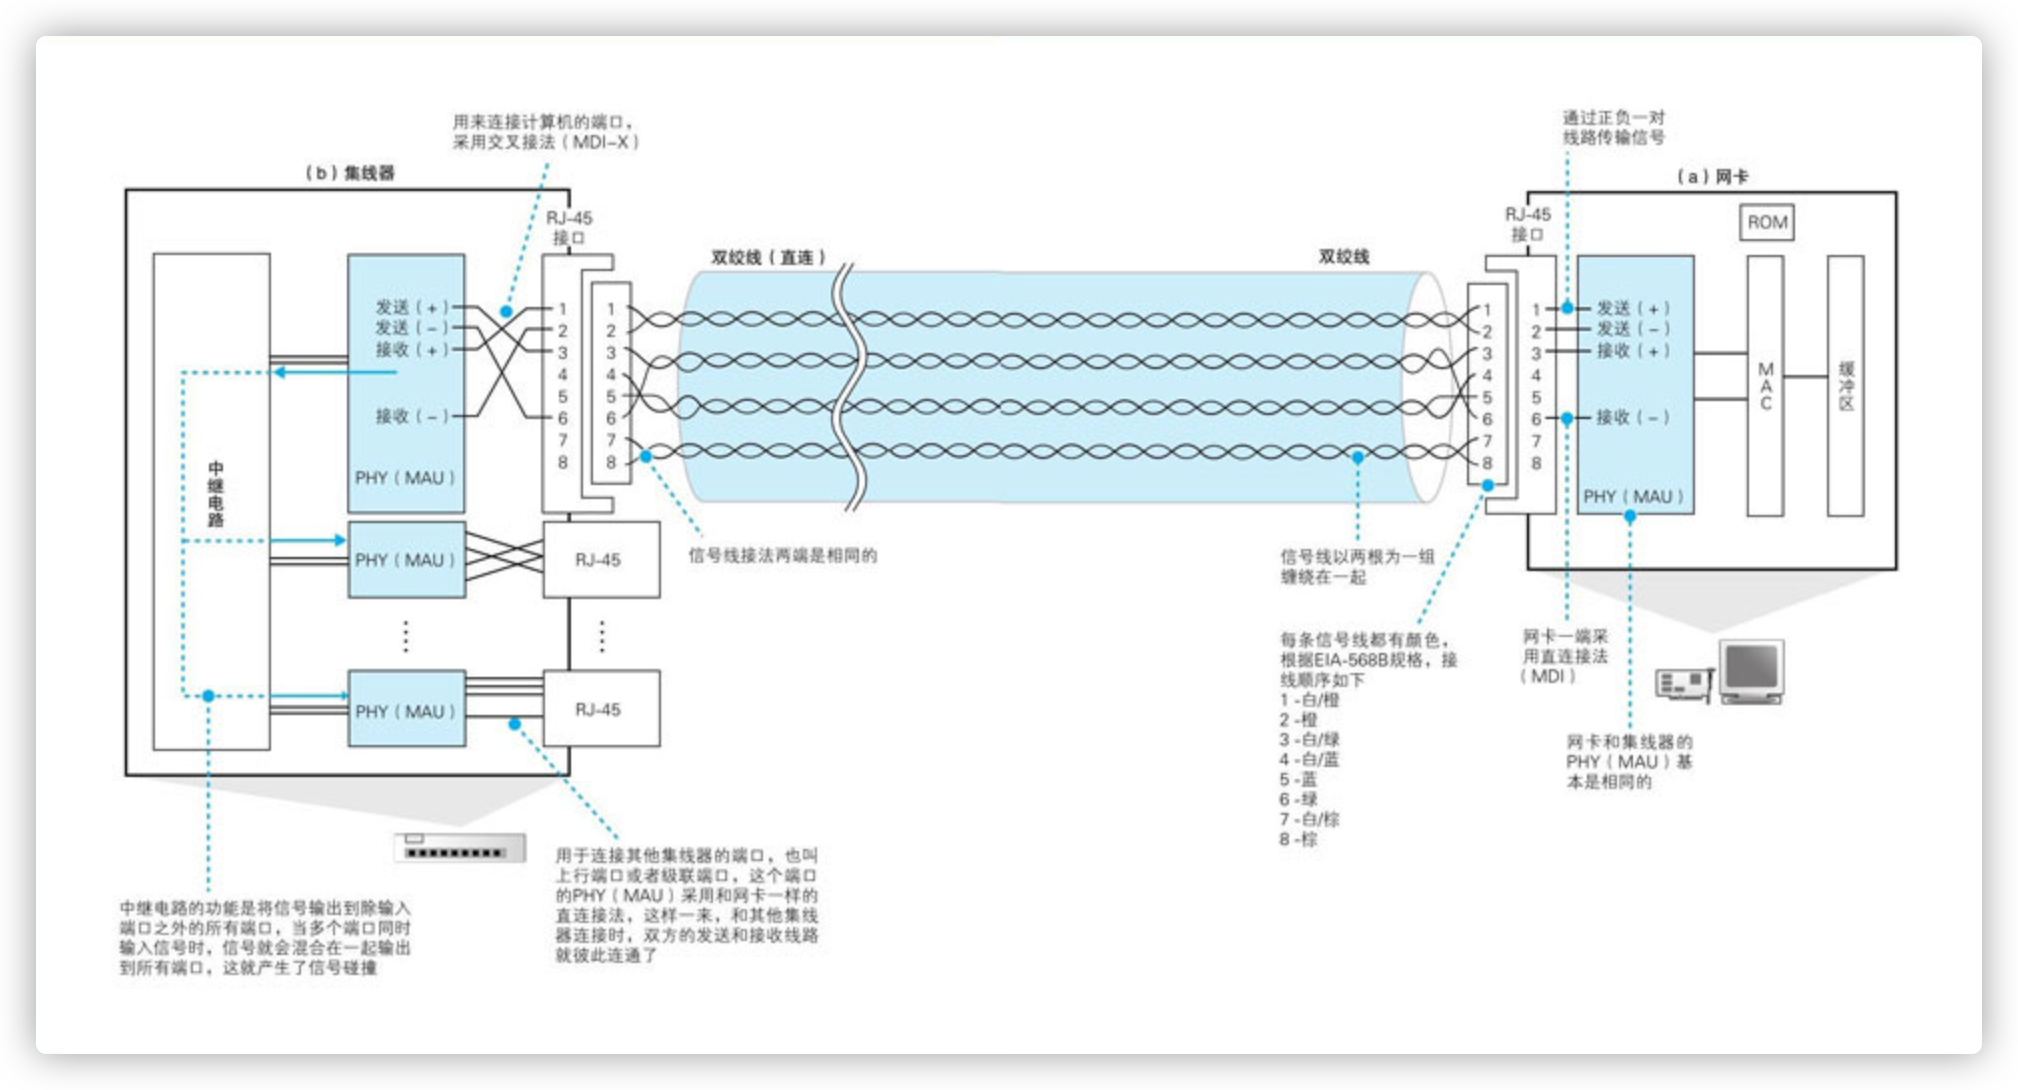 用来连接计算机的端口，
采用交叉接法（MDI-X）
（b）集线器
RJ-45
接口
中继电路
发送（+）
发送（-）
接收（+）
接收（-）
PHY（MAU）
1
2
3
4
5
6
7
8
1
2
3
4
5
6
7
8
PHY（MAU）
RJ-45
PHY（MAU）
RJ-45
双绞线（直连）
双绞线
信号线接法两端是相同的
信号线以两根为一组
缠绕在一起
通过正负一对
线路传输信号
（a）网卡
RJ-45
接口
1
2
3
4
5
6
7
8
1
2
3
4
5
6
7
8
发送（+）
发送（-）
接收（+）
接收（-）
PHY（MAU）
ROM
MAC
缓冲区
每条信号线都有颜色，
根据EIA-568B规格，接
线顺序如下
1 -白/橙
2 -橙
3 -白/绿
4 -白/蓝
5 -蓝
6 -绿
7 -白/棕
8 -棕
网卡一端采
用直连接法
（MDI）
网卡和集线器的
PHY（MAU）基
本是相同的
中继电路的功能是将信号输出到除输入
端口之外的所有端口，当多个端口同时
输入信号时，信号就会混合在一起输出
到所有端口，这就产生了信号碰撞
用于连接其他集线器的端口，也叫
上行端口或者级联端口，这个端口
的PHY（MAU）采用和网卡一样的
直连接法，这样一来，和其他集线
器连接时，双方的发送和接收线路
就彼此连通了